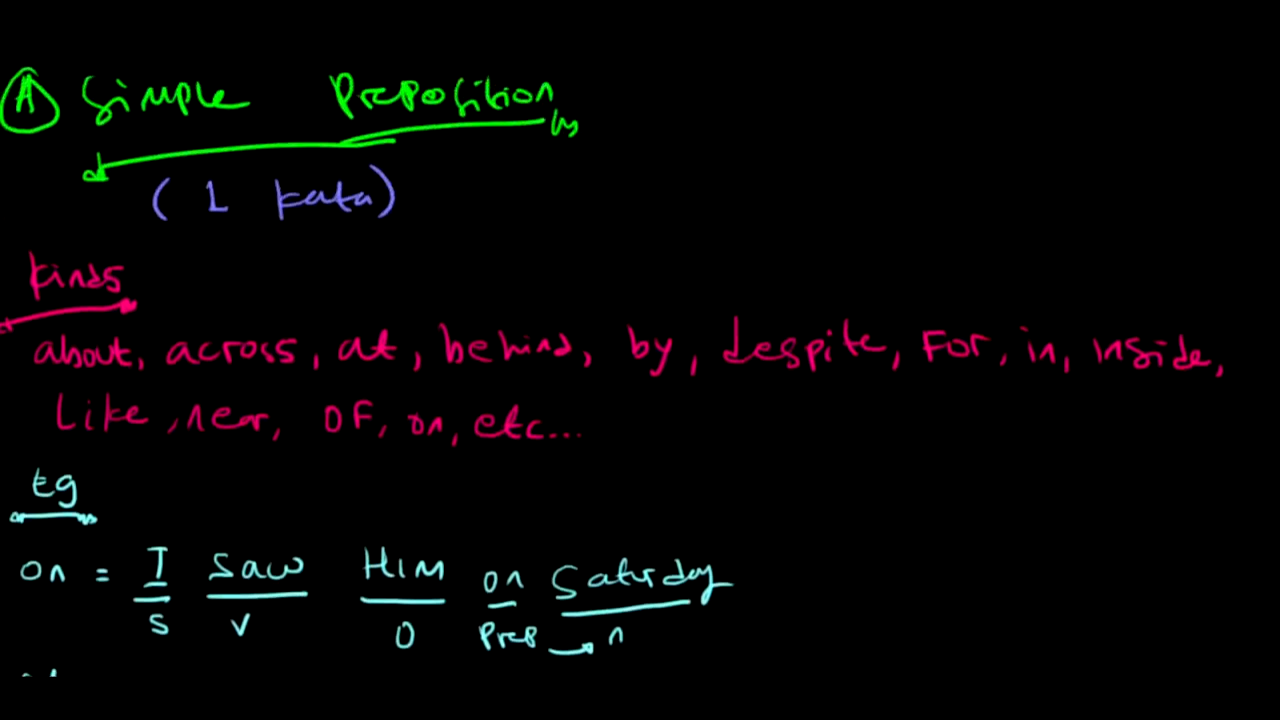 A Simple Preposition
(1 kata)
kinds
about, across, at, behind, by, despite, For, in, inside,
Like, near, OF, on, etc...
eg
on = I saw HIM on Saturday
S V O Prep → n